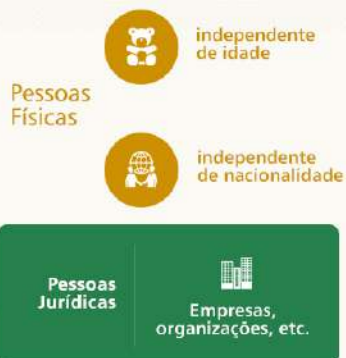 independente
de idade
Pessoas
Físicas
independente
de nacionalidade
Pessoas
Jurídicas
Empresas,
organizações, etc.